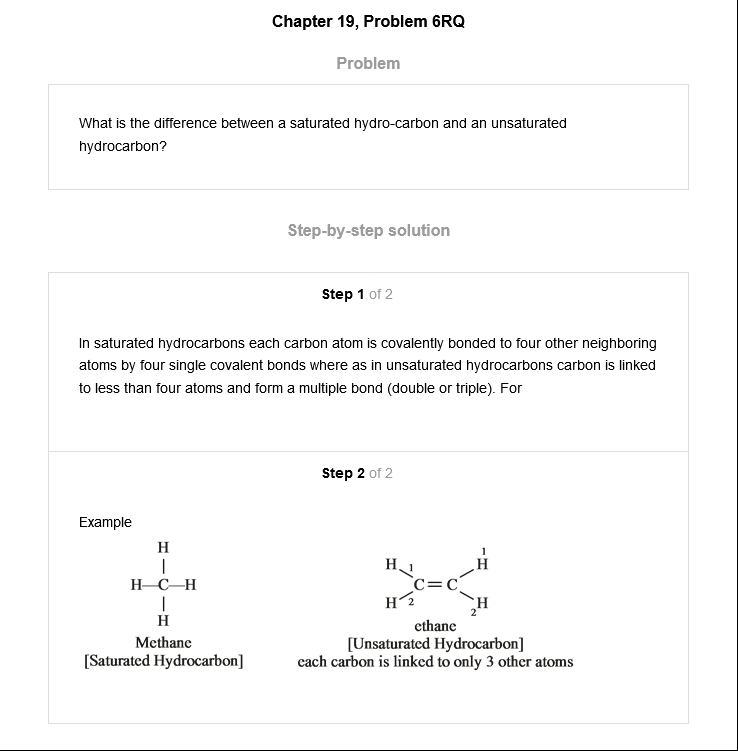 Chapter 19, Problem 6RQ
Problem
What is the difference between a saturated hydro-carbon and an unsaturated
hydrocarbon?
Step-by-step solution
Step 1 of 2
In saturated hydrocarbons each carbon atom is covalently bonded to four other neighboring
atoms by four single covalent bonds where as in unsaturated hydrocarbons carbon is linked
to less than four atoms and form a multiple bond (double or triple). For
Step 2 of 2
Example
H
|
H—C—H
|
H
Methane
[Saturated Hydrocarbon]
H 1 1 H
C=C
H 2 2 H
ethane
[Unsaturated Hydrocarbon]
each carbon is linked to only 3 other atoms